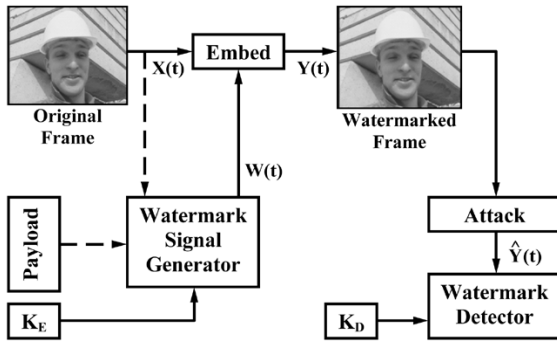 X(t)
Embed
Y(t)
Original
Frame
Watermarked
Frame
W(t)
Payload
Watermark
Signal
Generator
Attack
Ŷ(t)
K_E
K_D
Watermark
Detector